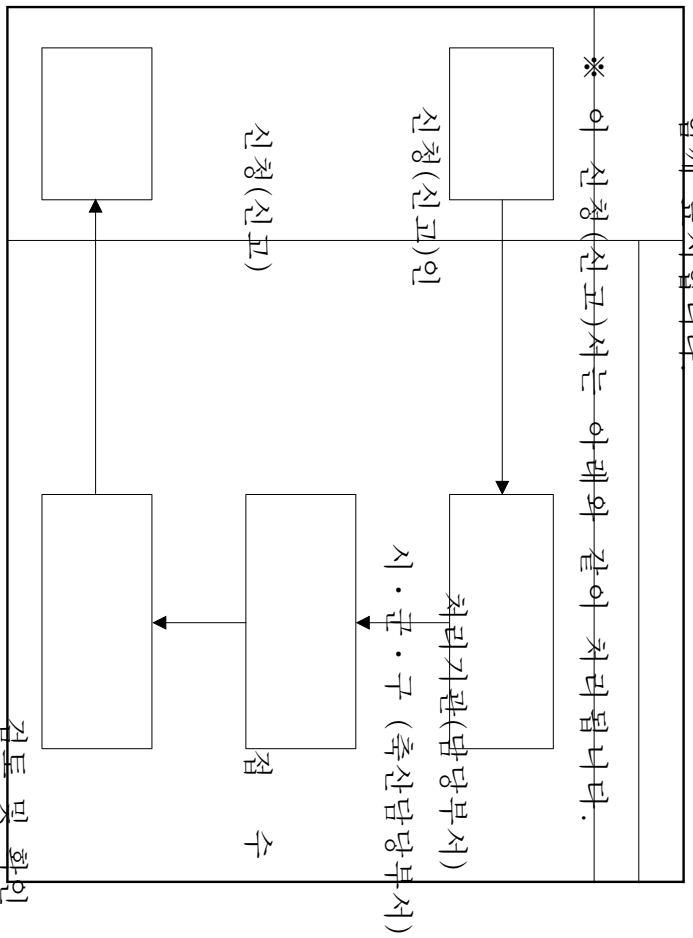 ※ 이 신청(신고)서는 아래와 같이 처리됩니다.
신청(신고)인
처리기관(담당부서)
시·군·구 (축산담당부서)
신청(신고)
접 수
검토 및 확인